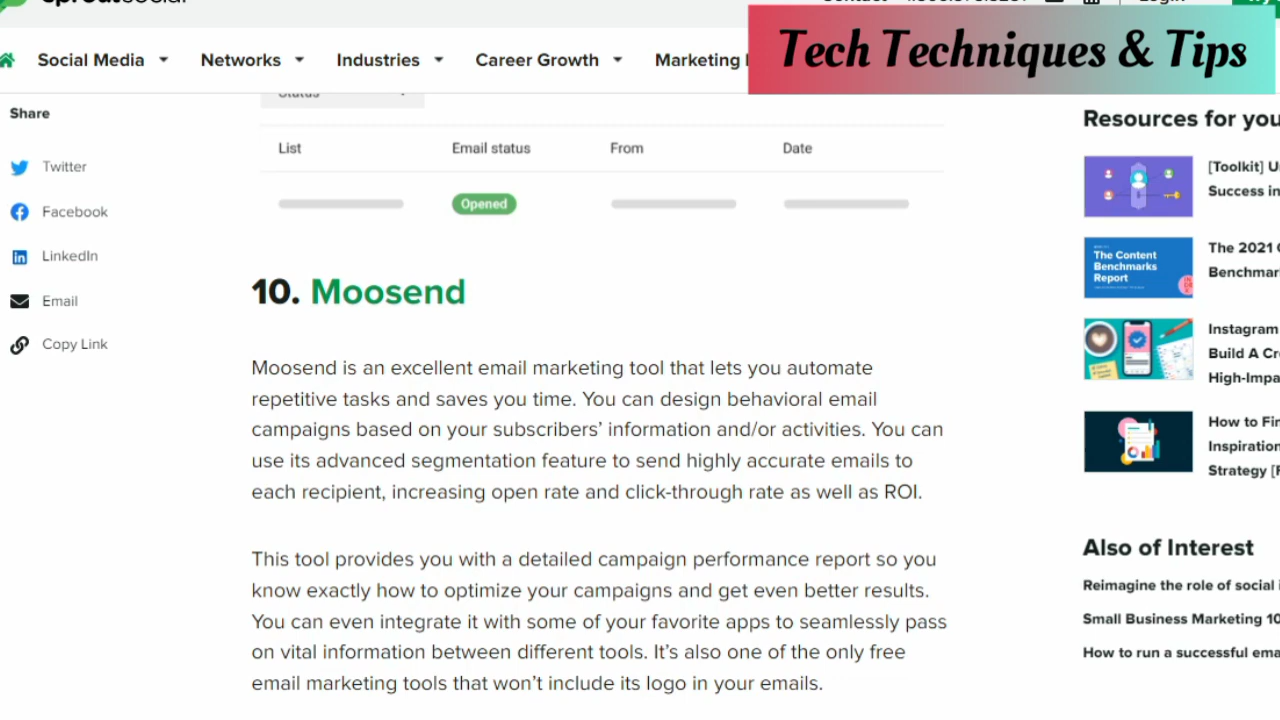 Social Media
Networks
Industries
Career Growth
Marketing
Tech Techniques & Tips
Share
Twitter
Facebook
LinkedIn
Email
Copy Link
Status
List Email status From Date
Opened
10. Moosend
Moosend is an excellent email marketing tool that lets you automate
repetitive tasks and saves you time. You can design behavioral email
campaigns based on your subscribers’ information and/or activities. You can
use its advanced segmentation feature to send highly accurate emails to
each recipient, increasing open rate and click-through rate as well as ROI.
This tool provides you with a detailed campaign performance report so you
know exactly how to optimize your campaigns and get even better results.
You can even integrate it with some of your favorite apps to seamlessly pass
on vital information between different tools. It’s also one of the only free
email marketing tools that won’t include its logo in your emails.
Resources for you
[Toolkit] U
Success in
The Content
Benchmarks
Report
The 2021
Benchmar
Instagram
Build A Cr
High-Impa
How to Fin
Inspiration
Strategy [F
Also of Interest
Reimagine the role of social i
Small Business Marketing 10
How to run a successful ema